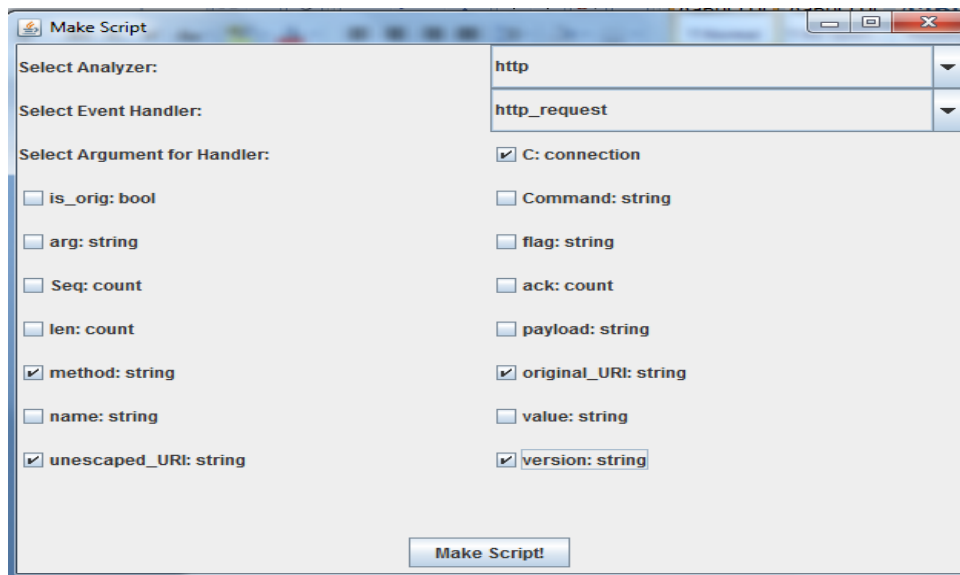 Make Script
Select Analyzer: http
Select Event Handler: http_request
Select Argument for Handler: C: connection
is_orig: bool Command: string
arg: string flag: string
Seq: count ack: count
len: count payload: string
method: string original_URI: string
name: string value: string
unescaped_URI: string version: string
Make Script!